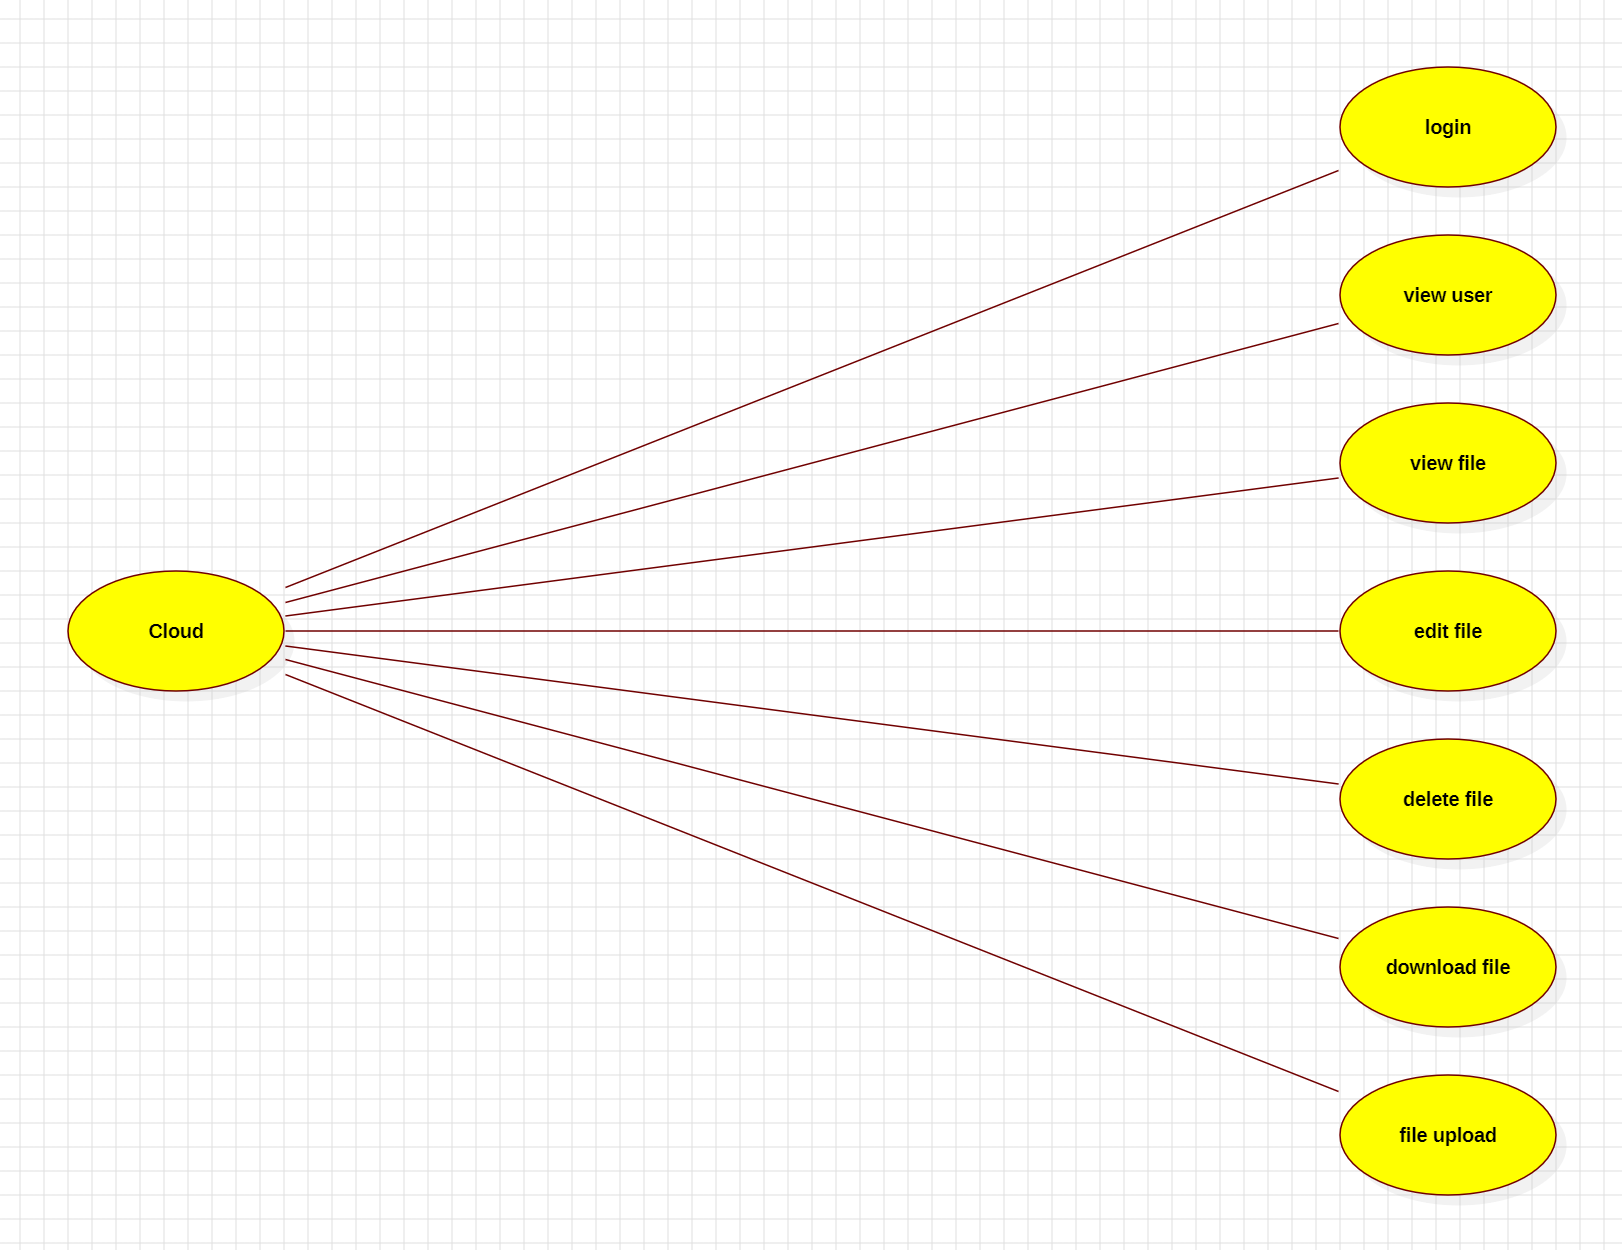 login
view user
view file
Cloud
edit file
delete file
download file
file upload